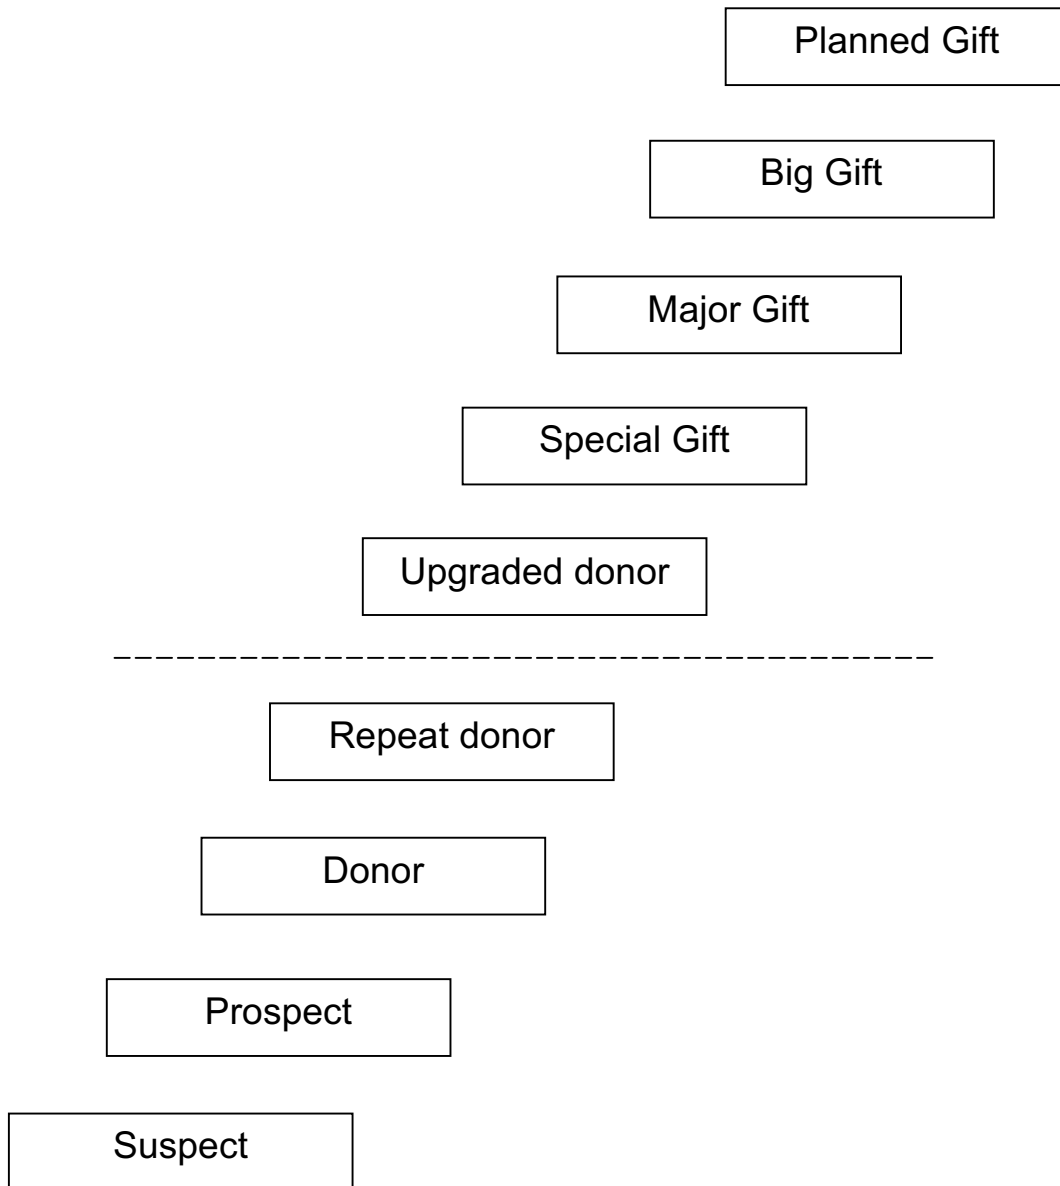 Planned Gift
Big Gift
Major Gift
Special Gift
Upgraded donor
Repeat donor
Donor
Prospect
Suspect